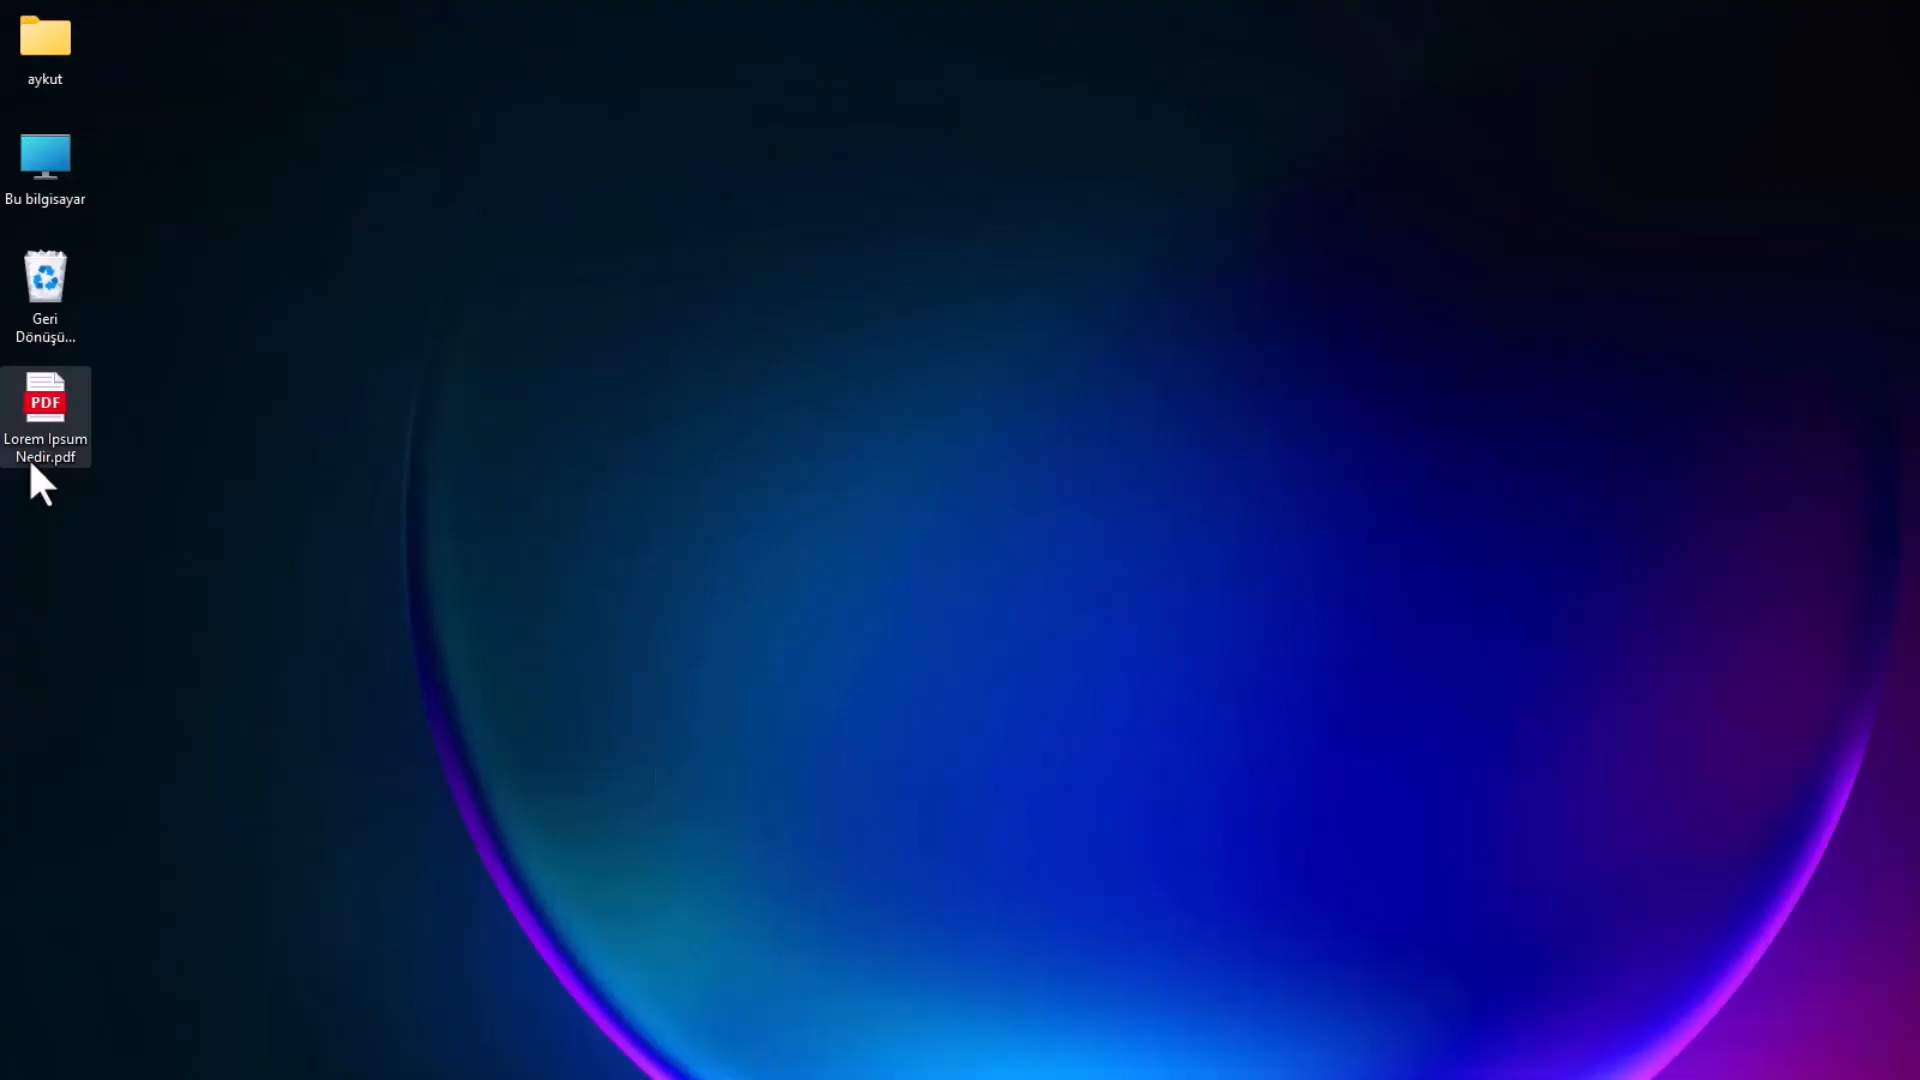 aykut
Bu bilgisayar
Geri
Dönüşü...
PDF
Lorem Ipsum
Nedir.pdf